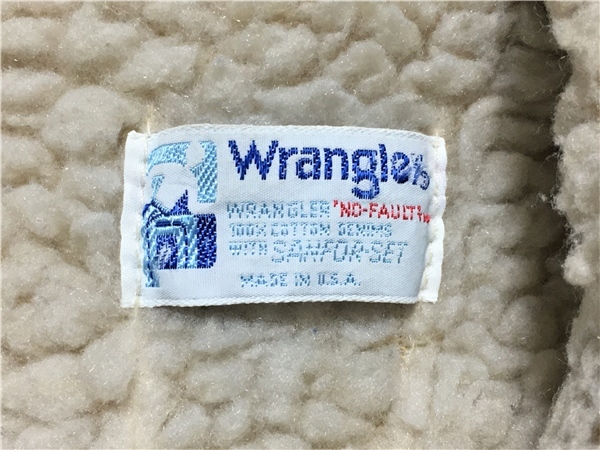 Wrangler
WRANGLER "NO-FAULT"
100% COTTON DENIMS
WITH SANFOR-SET
MADE IN U.S.A.